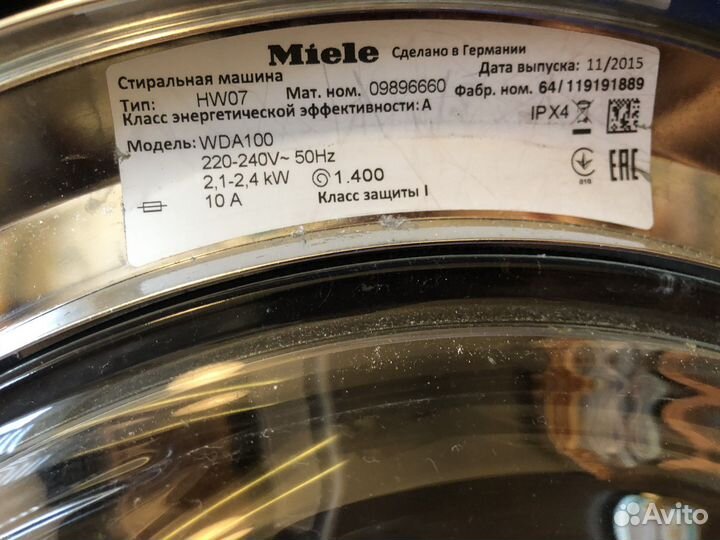 Miele Сделано в Германии
Стиральная машина Дата выпуска: 11/2015
Тип: HW07 Мат. ном. 09896660 Фабр. ном. 64/119191889
Класс энергетической эффективности: A IPX4
Модель: WDA100
220-240V~ 50Hz
2,1-2,4 kW 1.400
10 A Класс защиты I
010
EAC
Avito